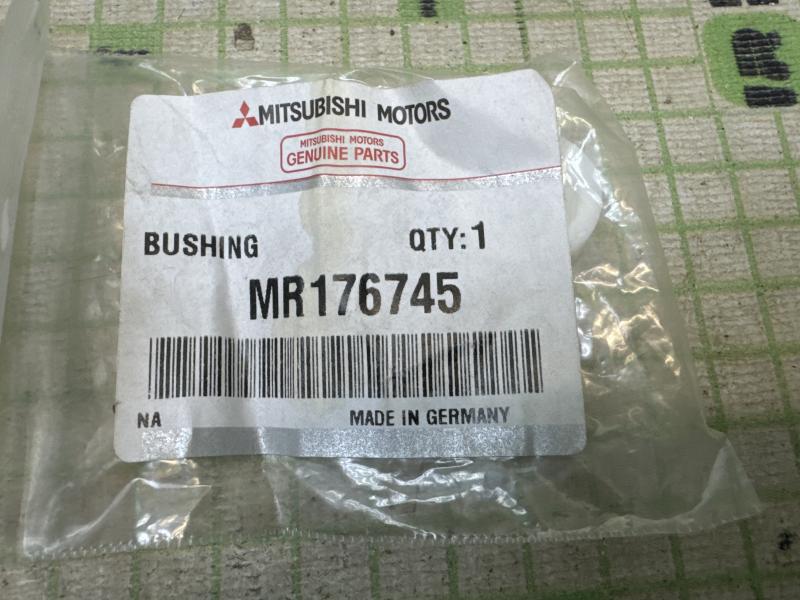 MITSUBISHI MOTORS
MITSUBISHI MOTORS
GENUINE PARTS
BUSHING QTY: 1
MR176745
NA MADE IN GERMANY